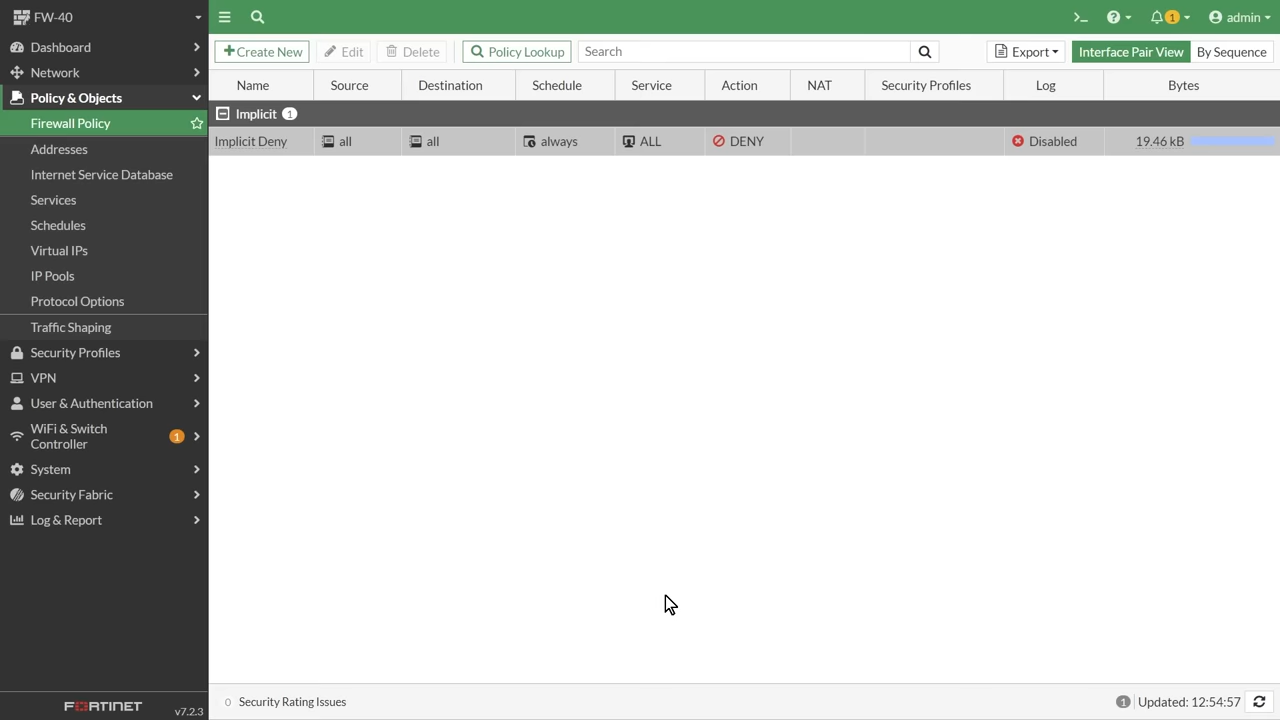 FW-40
admin
1
Dashboard
Network
Policy & Objects
Firewall Policy
Addresses
Internet Service Database
Services
Schedules
Virtual IPs
IP Pools
Protocol Options
Traffic Shaping
Security Profiles
VPN
User & Authentication
WiFi & Switch
Controller
1
System
Security Fabric
Log & Report
FORTINET
v7.2.3
+Create New Edit Delete Policy Lookup Search Export Interface Pair View By Sequence
Name Source Destination Schedule Service Action NAT Security Profiles Log Bytes
Implicit 1
Implicit Deny all all always ALL DENY Disabled 19.46 kB
0 Security Rating Issues 1 Updated: 12:54:57